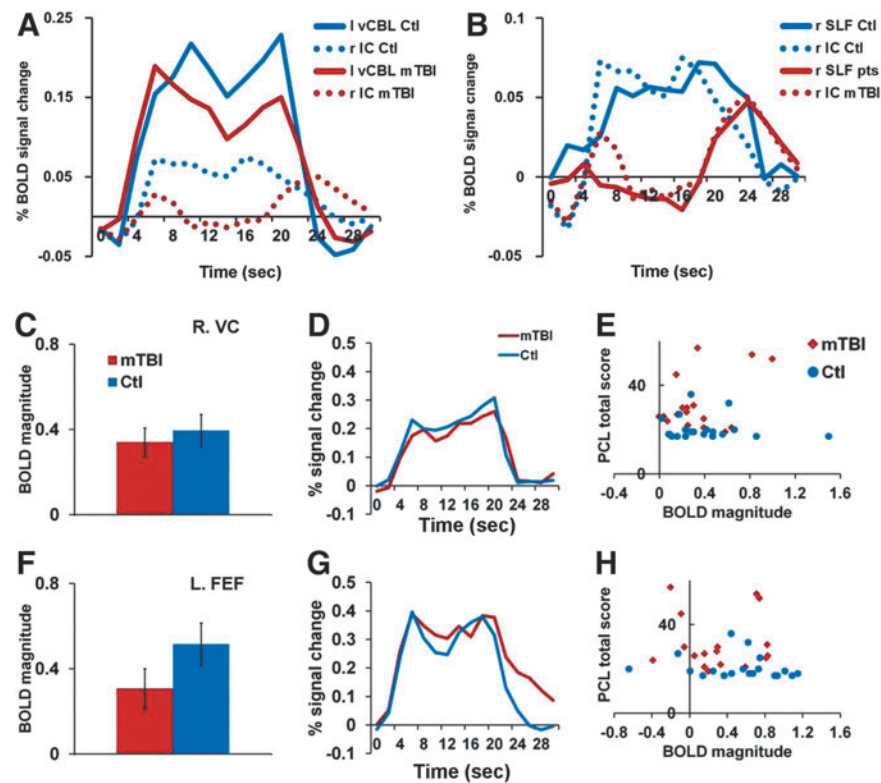 A
I vCBL Ctl
r IC Ctl
I vCBL mTBI
r IC mTBI
% BOLD signal change
0.25
0.15
0.05
-0.05
0 4 8 12 16 20 24 28
Time (sec)
B
r SLF Ctl
r IC Ctl
r SLF pts
r IC mTBI
% BOLD signal cnange
0.1
0.05
0
-0.05
0 4 8 12 16 20 24 28
Time (sec)
C
R. VC
mTBI
Ctl
BOLD magnitude
0.8
0.4
0
D
mTBI
Ctl
% signal change
0.5
0.4
0.3
0.2
0.1
0
-0.1
0 4 8 12 16 20 24 28
Time (sec)
E
mTBI
Ctl
PCL total score
40
-0.4 0 0.4 0.8 1.2 1.6
BOLD magnitude
F
L. FEF
BOLD magnitude
0.8
0.4
0
G
% signal change
0.5
0.4
0.3
0.2
0.1
0
-0.1
0 4 8 12 16 20 24 28
Time (sec)
H
PCL total score
40
0
-0.8 -0.4 0 0.4 0.8 1.2 1.6
BOLD magnitude